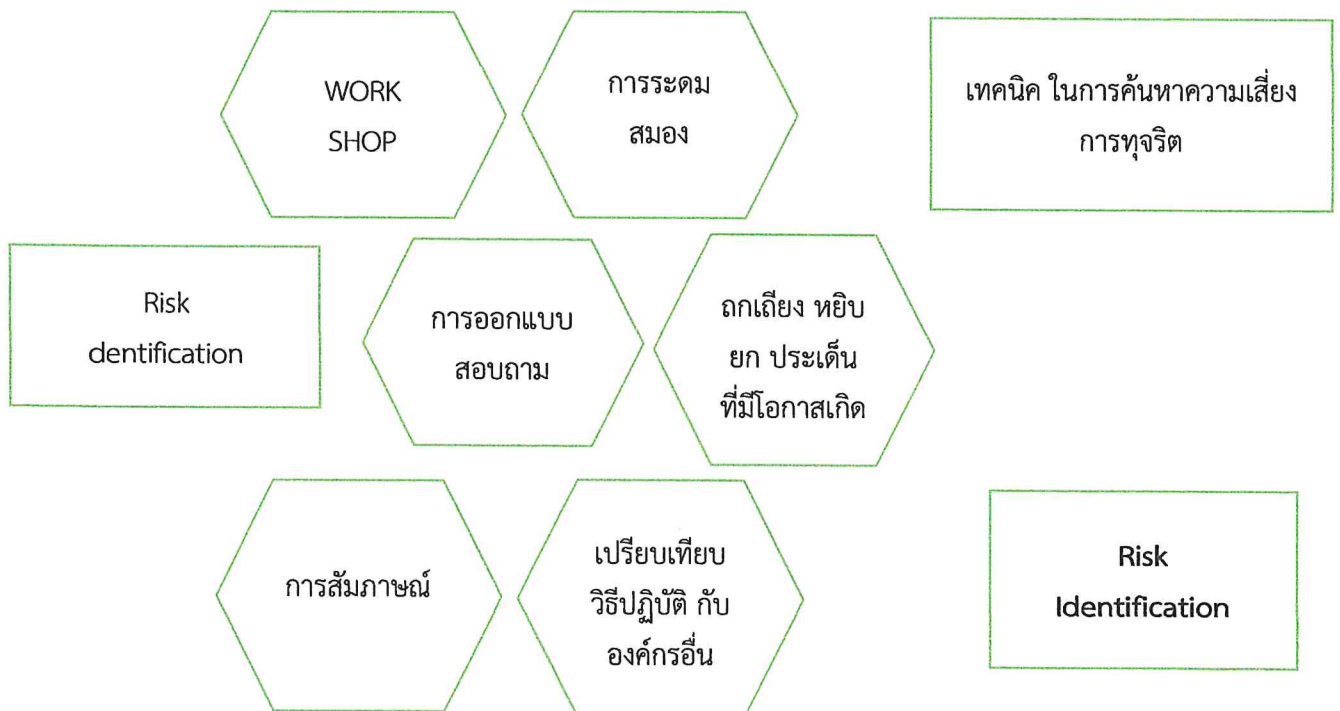 WORK
SHOP
การระดม
สมอง
เทคนิค ในการค้นหาความเสี่ยง
การทุจริต
Risk
dentification
การออกแบบ
สอบถาม
ถกเถียง หยิบ
ยก ประเด็น
ที่มีโอกาสเกิด
การสัมภาษณ์
เปรียบเทียบ
วิธีปฏิบัติ กับ
องค์กรอื่น
Risk
Identification